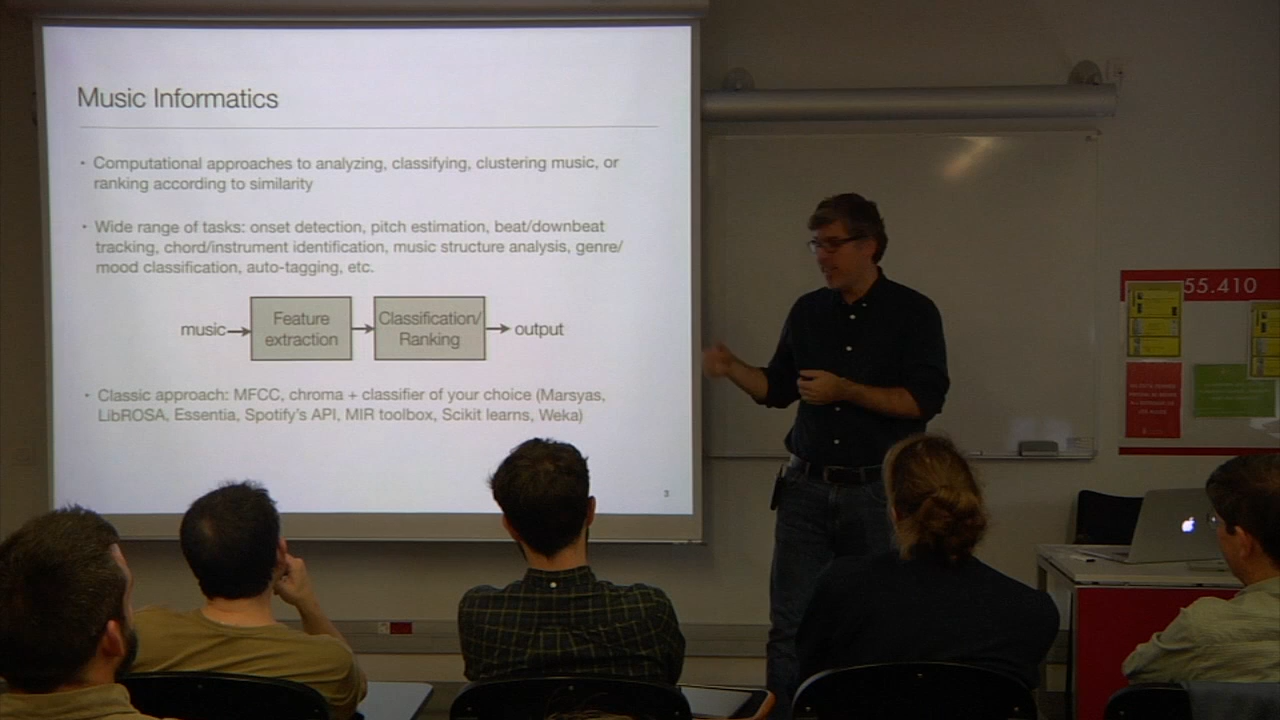 Music Informatics
• Computational approaches to analyzing, classifying, clustering music, or
ranking according to similarity
• Wide range of tasks: onset detection, pitch estimation, beat/downbeat
tracking, chord/instrument identification, music structure analysis, genre/
mood classification, auto-tagging, etc.
music
Feature
extraction
Classification/
Ranking
output
• Classic approach: MFCC, chroma + classifier of your choice (Marsyas,
LibROSA, Essentia, Spotify's API, MIR toolbox, Scikit learns, Weka)
3
55.410